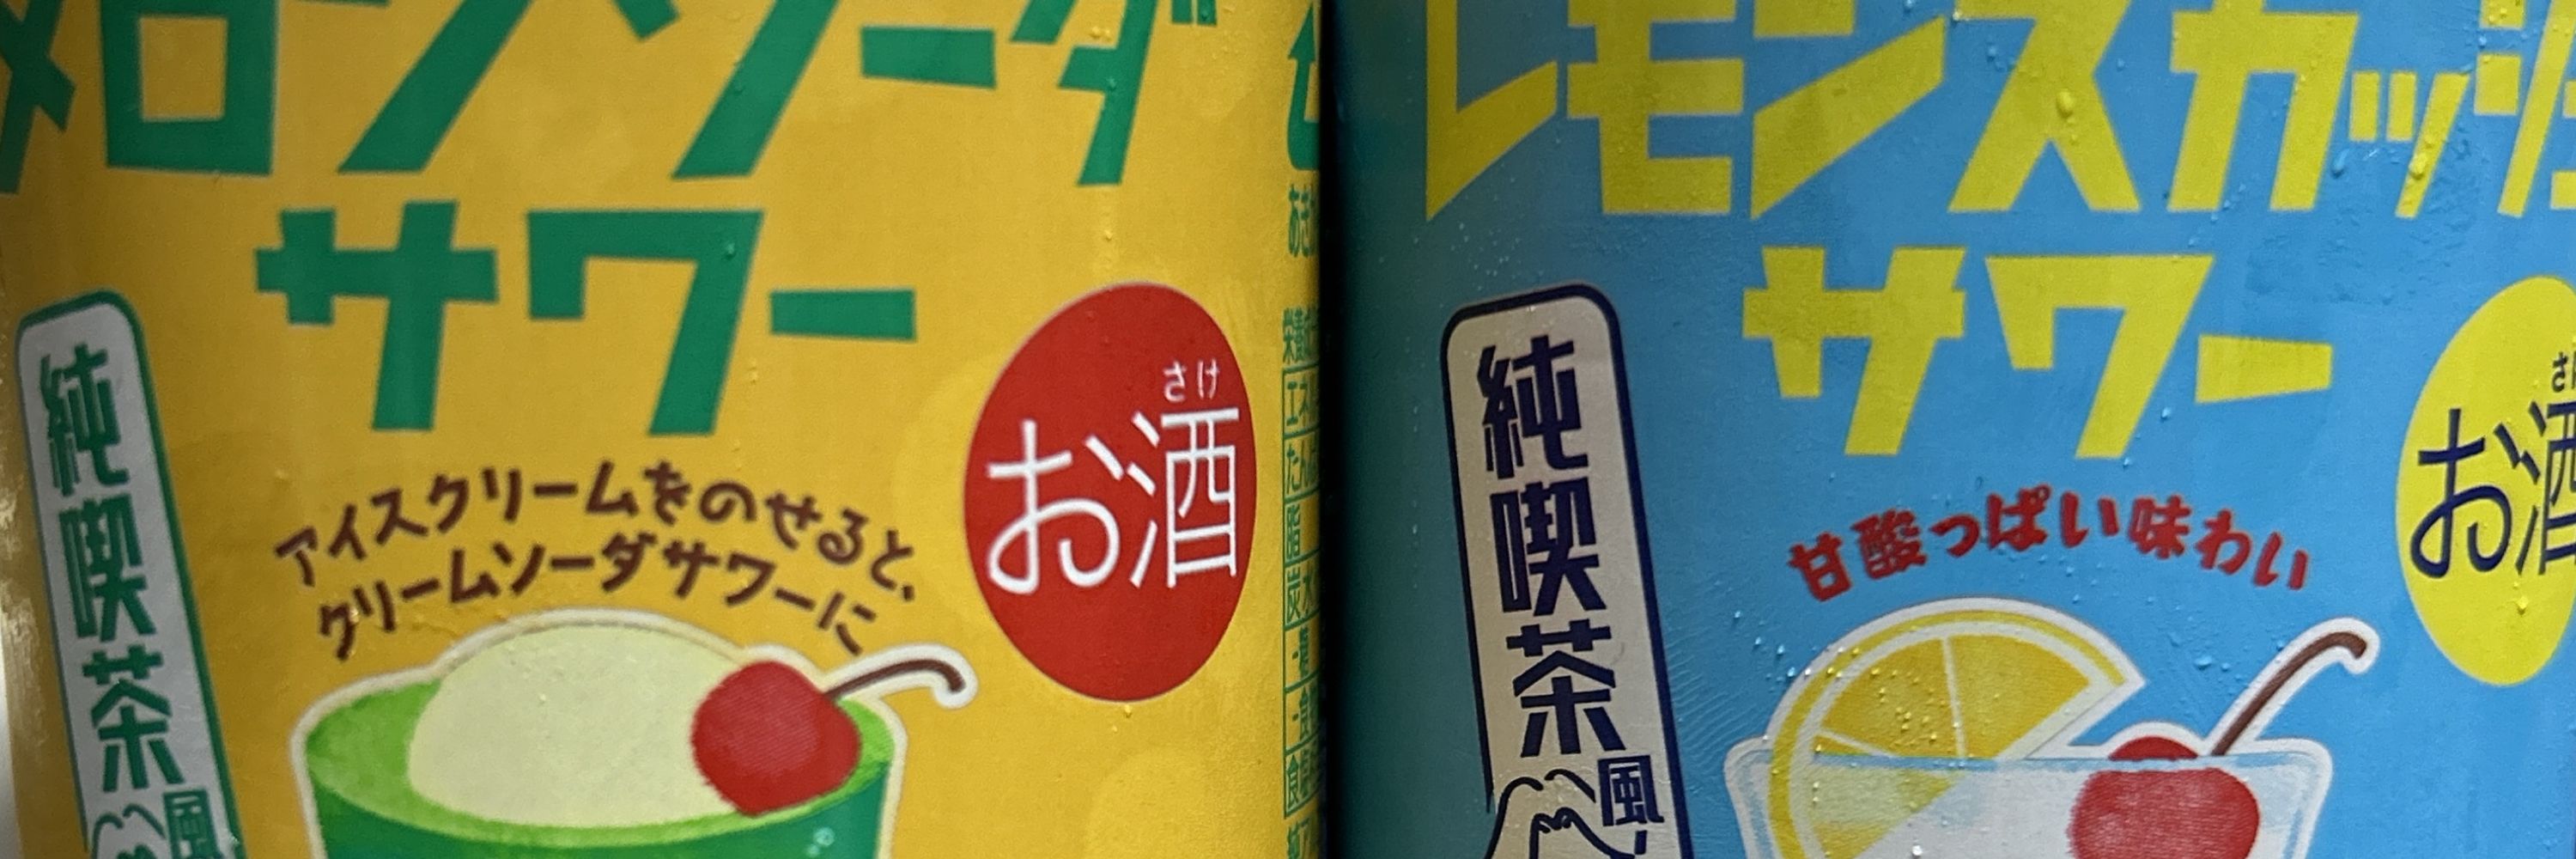 メロンソーダ
サワー
純喫茶風
アイスクリームをのせると、
クリームソーダサワーに
さけ
お酒
レモンスカッシ
サワー
純喫茶風
甘酸っぱい味わい
さけ
お酒